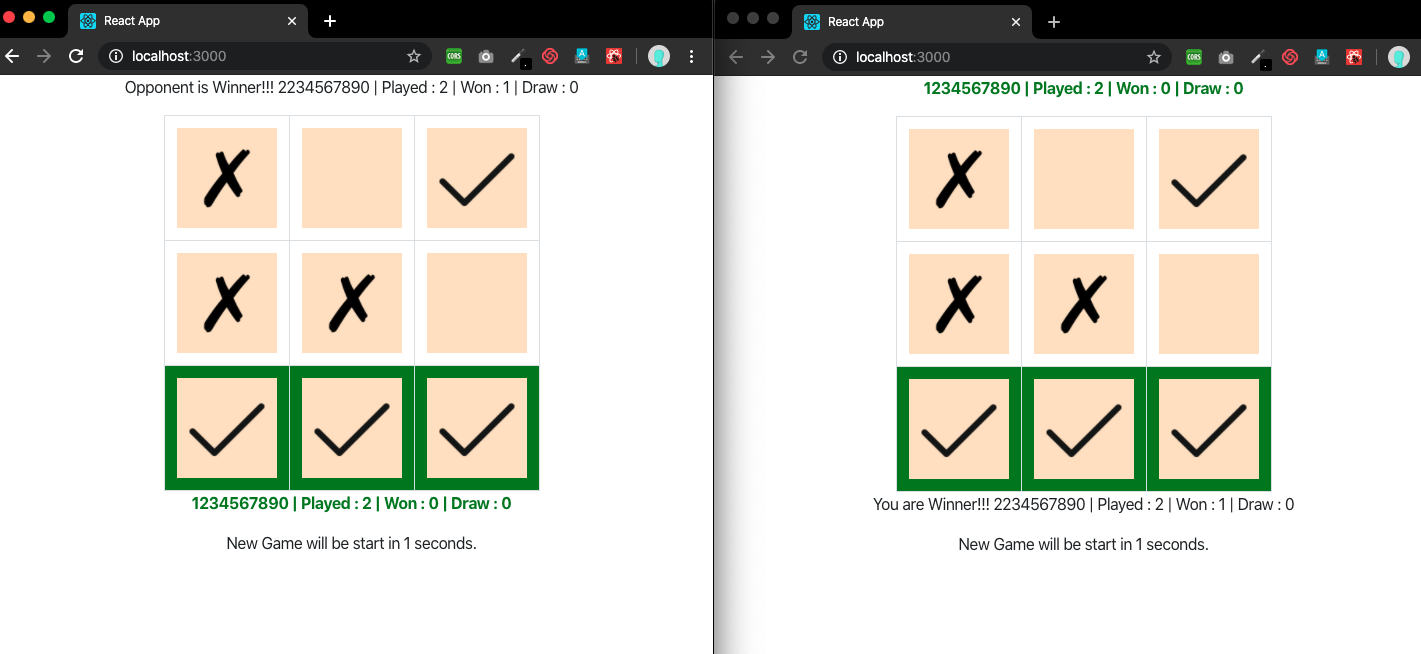 React App
localhost:3000
CORS
A
Opponent is Winner!!! 2234567890 | Played : 2 | Won : 1 | Draw : 0
1234567890 | Played : 2 | Won : 0 | Draw : 0
New Game will be start in 1 seconds.
React App
localhost:3000
CORS
A
1234567890 | Played : 2 | Won : 0 | Draw : 0
You are Winner!!! 2234567890 | Played : 2 | Won : 1 | Draw : 0
New Game will be start in 1 seconds.